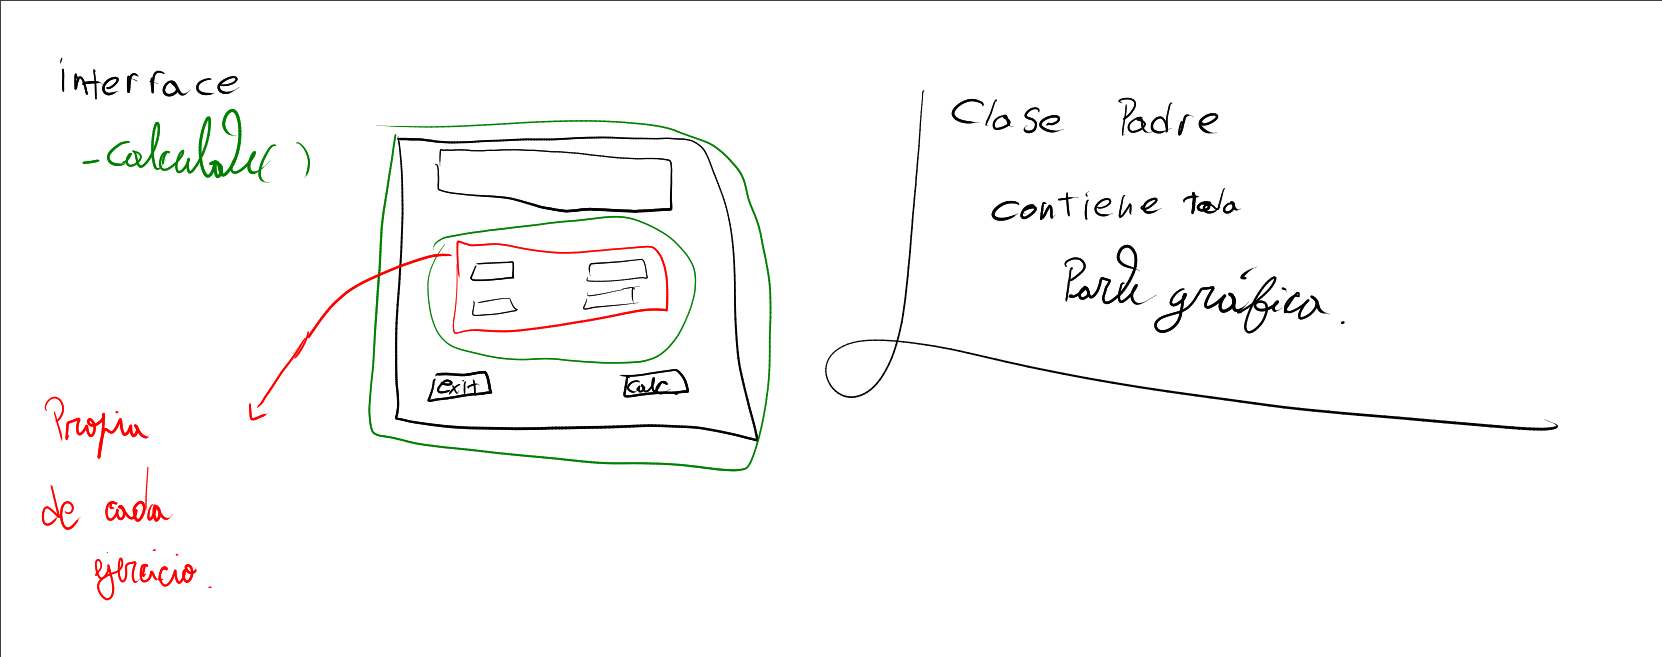 interface
- calcular()
exit
calc
Propia
de cada
ejercicio.
Clase Padre
contiene toda
Parte gráfica.